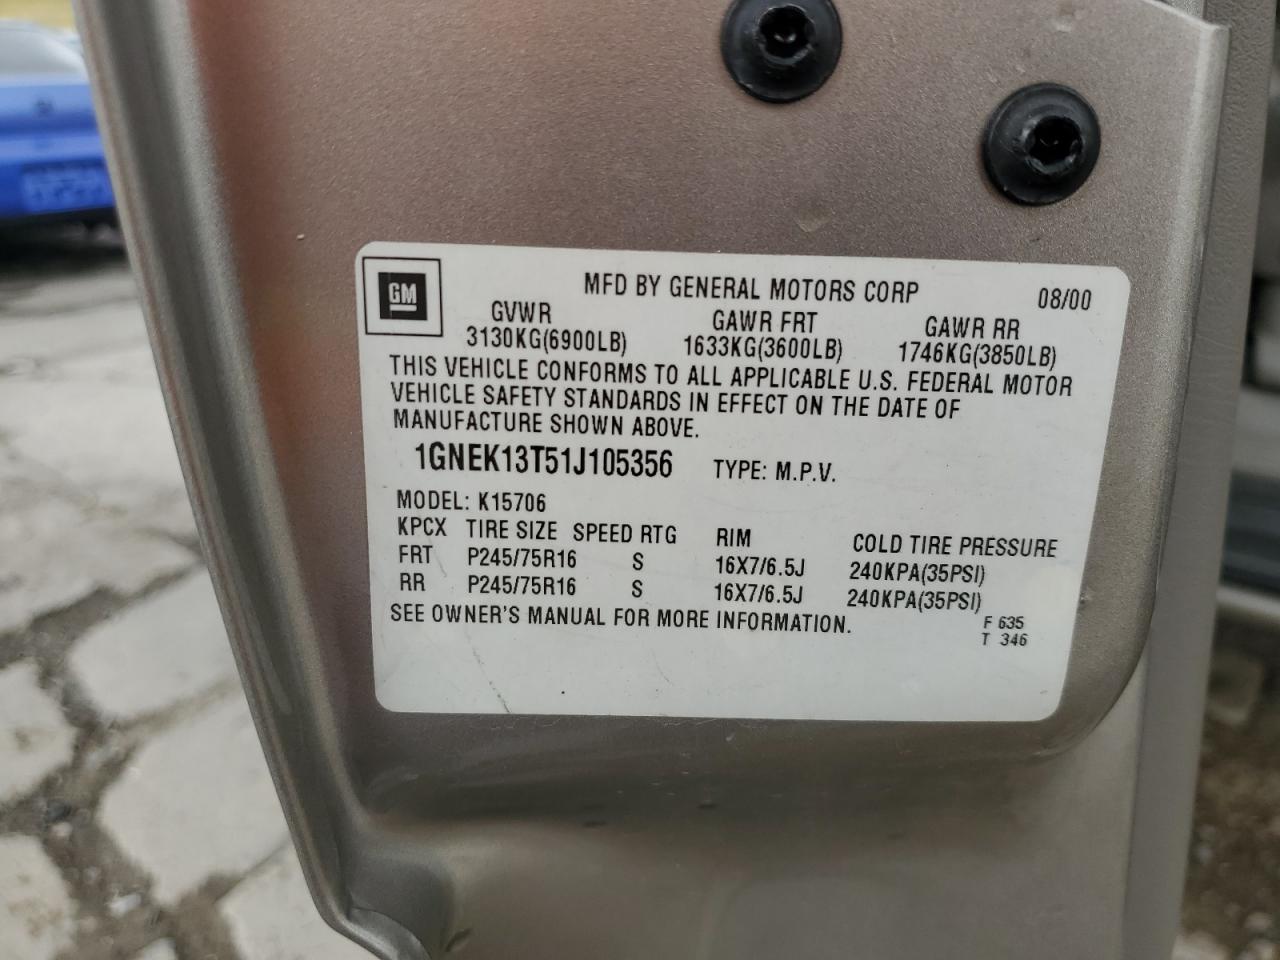 GM
MFD BY GENERAL MOTORS CORP 08/00
GVWR GAWR FRT GAWR RR
3130KG(6900LB) 1633KG(3600LB) 1746KG(3850LB)
THIS VEHICLE CONFORMS TO ALL APPLICABLE U.S. FEDERAL MOTOR
VEHICLE SAFETY STANDARDS IN EFFECT ON THE DATE OF
MANUFACTURE SHOWN ABOVE.
1GNEK13T51J105356 TYPE: M.P.V.
MODEL: K15706
KPCX TIRE SIZE SPEED RTG RIM COLD TIRE PRESSURE
FRT P245/75R16 S 16X7/6.5J 240KPA(35PSI)
RR P245/75R16 S 16X7/6.5J 240KPA(35PSI)
SEE OWNER'S MANUAL FOR MORE INFORMATION.
F 635
T 346